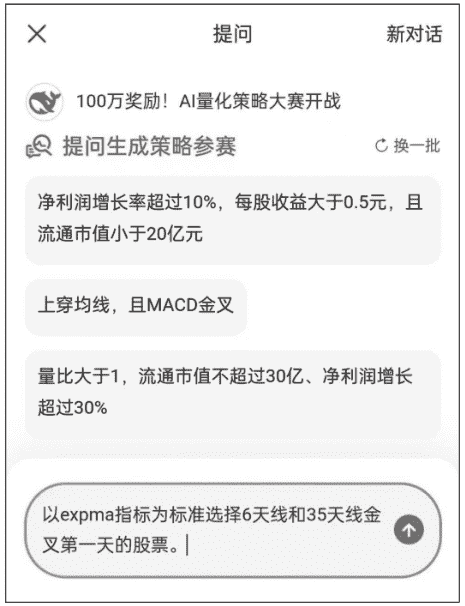 提问
新对话
100万奖励！AI量化策略大赛开战
提问生成策略参赛
换一批
净利润增长率超过10%，每股收益大于0.5元，且
流通市值小于20亿元
上穿均线，且MACD金叉
量比大于1，流通市值不超过30亿、净利润增长
超过30%
以expma指标为标准选择6天线和35天线金
叉第一天的股票。